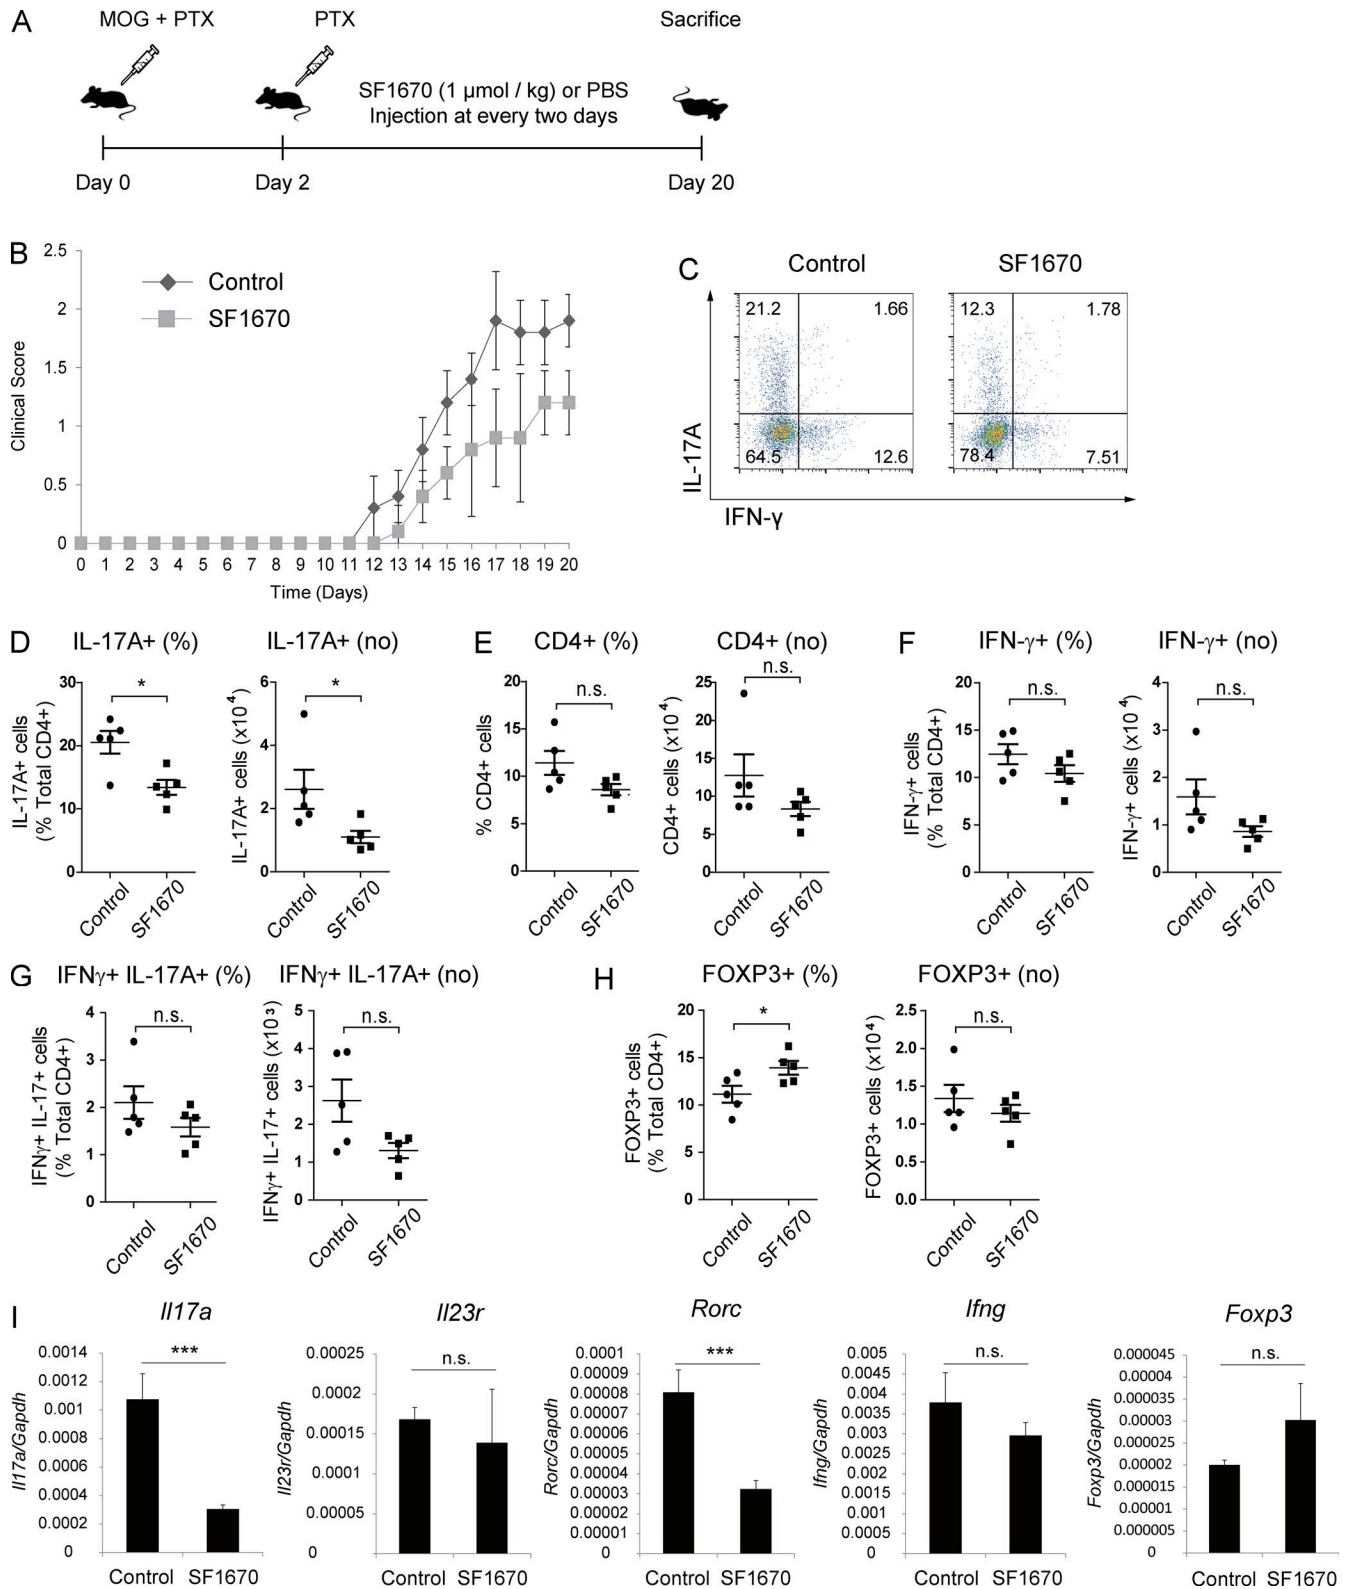 A
MOG + PTX
PTX
Sacrifice
SF1670 (1 μmol / kg) or PBS
Injection at every two days
Day 0
Day 2
Day 20
B
2.5
2
1.5
1
0.5
0
Clinical Score
Control
SF1670
0 1 2 3 4 5 6 7 8 9 10 11 12 13 14 15 16 17 18 19 20
Time (Days)
C
Control
SF1670
21.2
1.66
64.5
12.6
12.3
1.78
78.4
7.51
IL-17A
IFN-γ
D
IL-17A+ (%)
*
IL-17A+ cells
(% Total CD4+)
30
20
10
0
Control
SF1670
IL-17A+ (no)
*
IL-17A+ cells (x10⁴)
6
4
2
0
Control
SF1670
E
CD4+ (%)
n.s.
% CD4+ cells
20
15
10
5
0
Control
SF1670
CD4+ (no)
n.s.
CD4+ cells (x10⁴)
25
20
15
10
5
0
Control
SF1670
F
IFN-γ+ (%)
n.s.
IFN-γ+ cells
(% Total CD4+)
20
15
10
5
0
Control
SF1670
IFN-γ+ (no)
n.s.
IFN-γ+ cells (x10⁴)
4
3
2
1
0
Control
SF1670
G
IFNγ+ IL-17A+ (%)
n.s.
IFNγ+ IL-17+ cells
(% Total CD4+)
4
3
2
1
0
Control
SF1670
IFNγ+ IL-17A+ (no)
n.s.
IFNγ+ IL-17+ cells (x10³)
5
4
3
2
1
0
Control
SF1670
H
FOXP3+ (%)
*
FOXP3+ cells
(% Total CD4+)
20
15
10
5
0
Control
SF1670
FOXP3+ (no)
n.s.
FOXP3+ cells (x10⁴)
2.5
2.0
1.5
1.0
0.5
0.0
Control
SF1670
I
Il17a
***
Il17a/Gapdh
0.0014
0.0012
0.001
0.0008
0.0006
0.0004
0.0002
0
Control SF1670
Il23r
n.s.
Il23r/Gapdh
0.00025
0.0002
0.00015
0.0001
0.00005
0
Control SF1670
Rorc
***
Rorc/Gapdh
0.0001
0.00009
0.00008
0.00007
0.00006
0.00005
0.00004
0.00003
0.00002
0.00001
0
Control SF1670
Ifng
n.s.
Ifng/Gapdh
0.005
0.0045
0.004
0.0035
0.003
0.0025
0.002
0.0015
0.001
0.0005
0
Control SF1670
Foxp3
n.s.
Foxp3/Gapdh
0.000045
0.00004
0.000035
0.00003
0.000025
0.00002
0.000015
0.00001
0.000005
0
Control SF1670